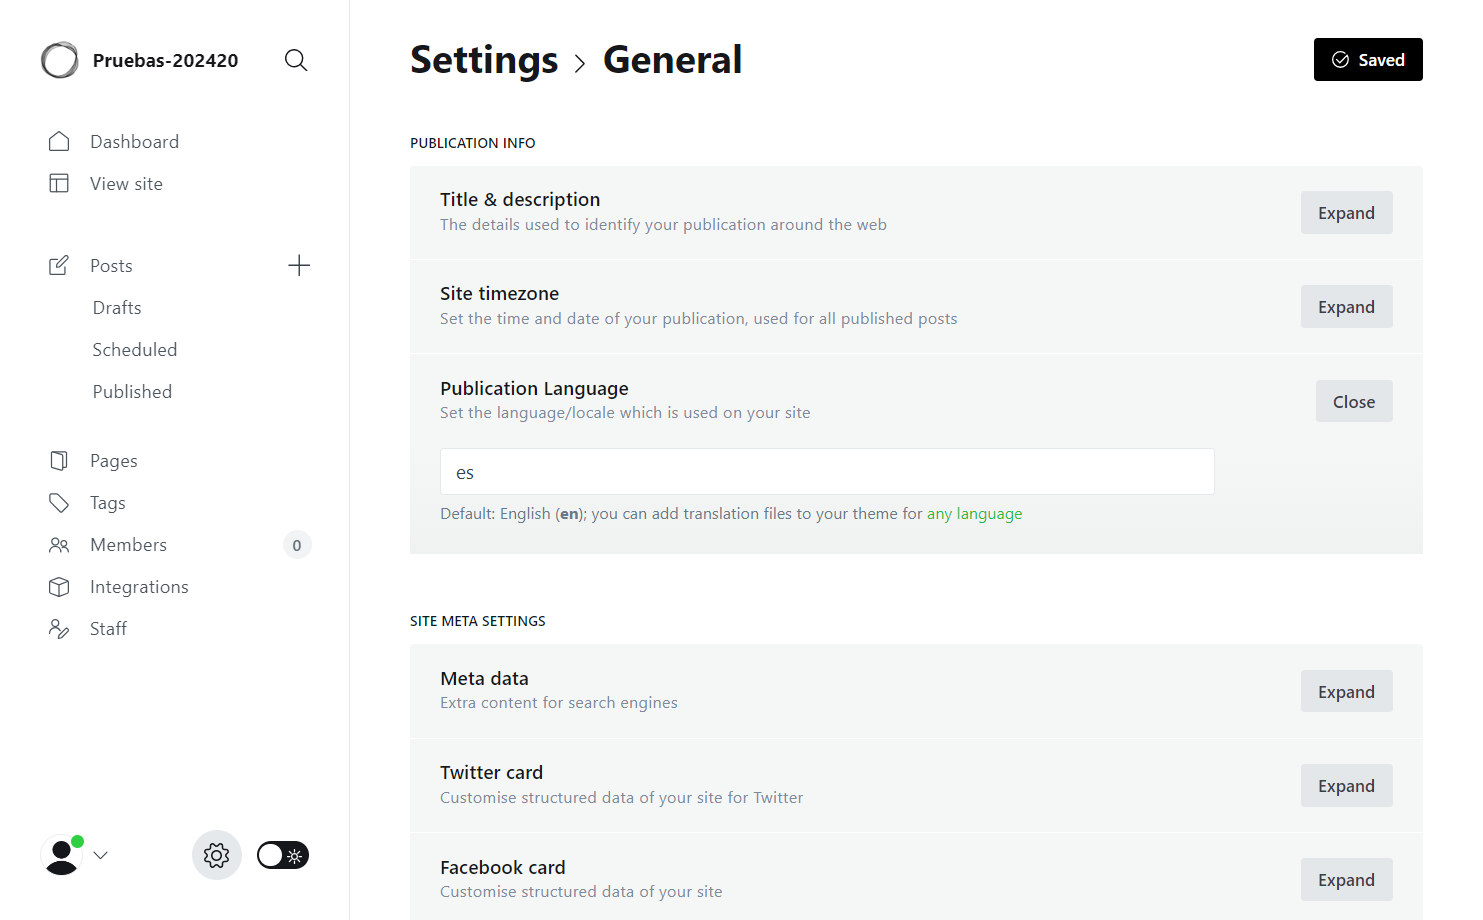 Pruebas-202420
Dashboard
View site
Posts
Drafts
Scheduled
Published
Pages
Tags
Members 0
Integrations
Staff
Settings > General
Saved
PUBLICATION INFO
Title & description
The details used to identify your publication around the web
Expand
Site timezone
Set the time and date of your publication, used for all published posts
Expand
Publication Language
Set the language/locale which is used on your site
Close
es
Default: English (en); you can add translation files to your theme for any language
SITE META SETTINGS
Meta data
Extra content for search engines
Expand
Twitter card
Customise structured data of your site for Twitter
Expand
Facebook card
Customise structured data of your site
Expand